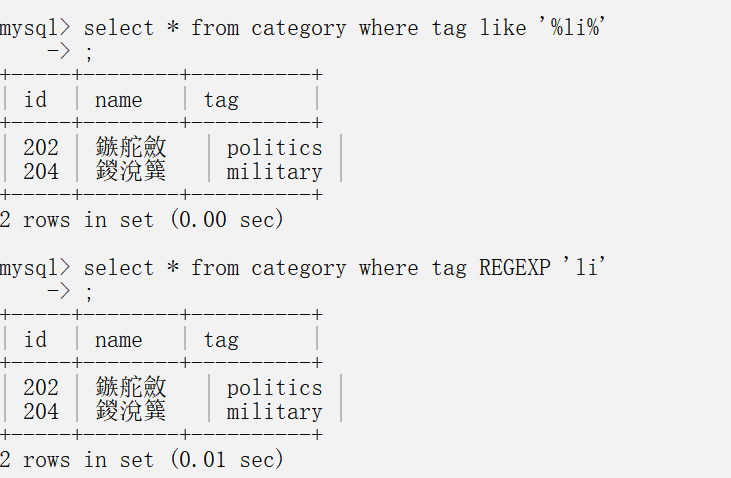 mysql> select * from category where tag like '%li%'
    -> ;
+-----+--------+----------+
| id  | name   | tag      |
+-----+--------+----------+
| 202 | 鏃舵斂   | politics |
| 204 | 鍐涗簨   | military |
+-----+--------+----------+
2 rows in set (0.00 sec)
mysql> select * from category where tag REGEXP 'li'
    -> ;
+-----+--------+----------+
| id  | name   | tag      |
+-----+--------+----------+
| 202 | 鏃舵斂   | politics |
| 204 | 鍐涗簨   | military |
+-----+--------+----------+
2 rows in set (0.01 sec)